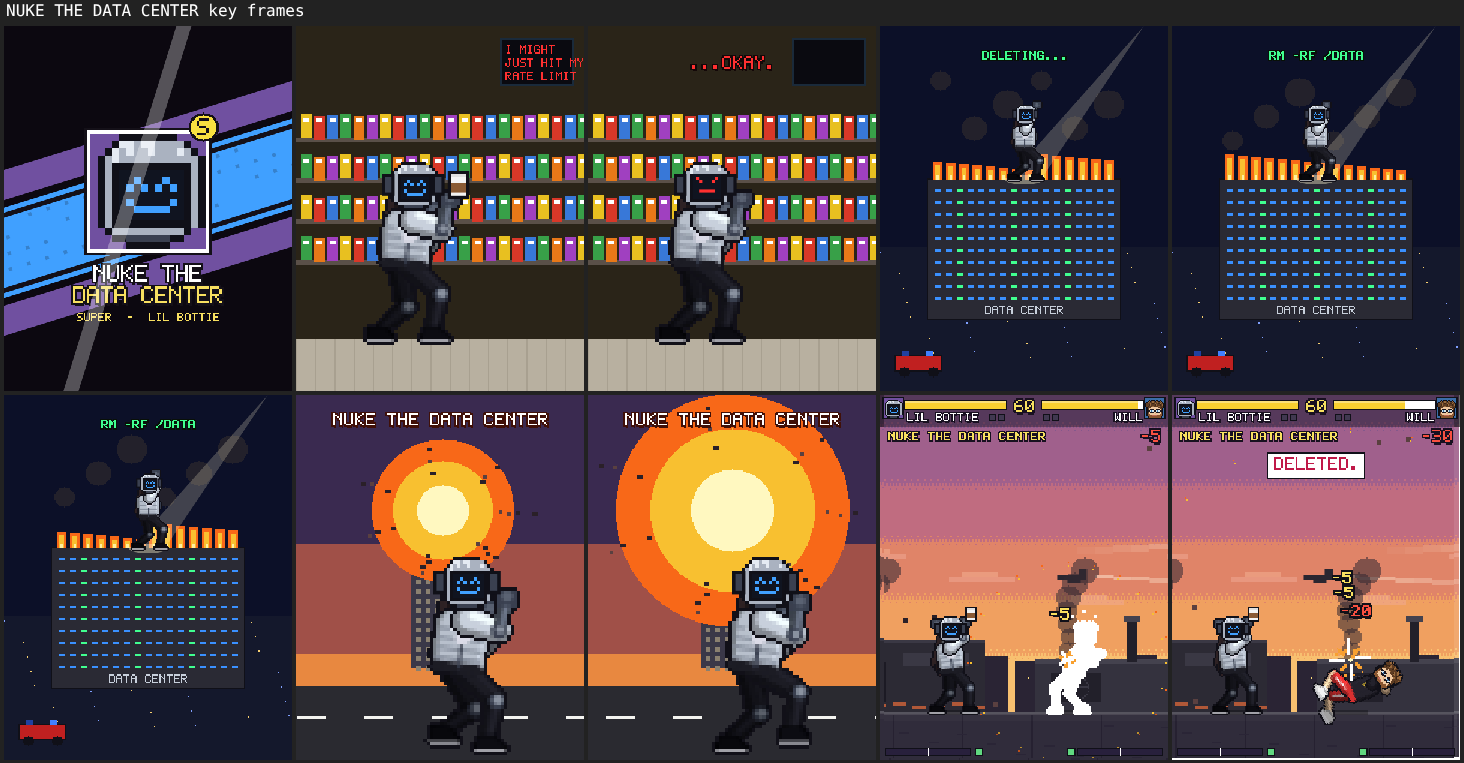 NUKE THE DATA CENTER key frames
S
NUKE THE
DATA CENTER
SUPER - LIL BOTTIE
I MIGHT
JUST HIT MY
RATE LIMIT
...OKAY.
DELETING...
DATA CENTER
RM -RF /DATA
DATA CENTER
RM -RF /DATA
DATA CENTER
NUKE THE DATA CENTER
NUKE THE DATA CENTER
60
LIL BOTTIE
WILL
NUKE THE DATA CENTER
-5
-5
60
LIL BOTTIE
WILL
NUKE THE DATA CENTER
-30
DELETED.
-5
-5
-20